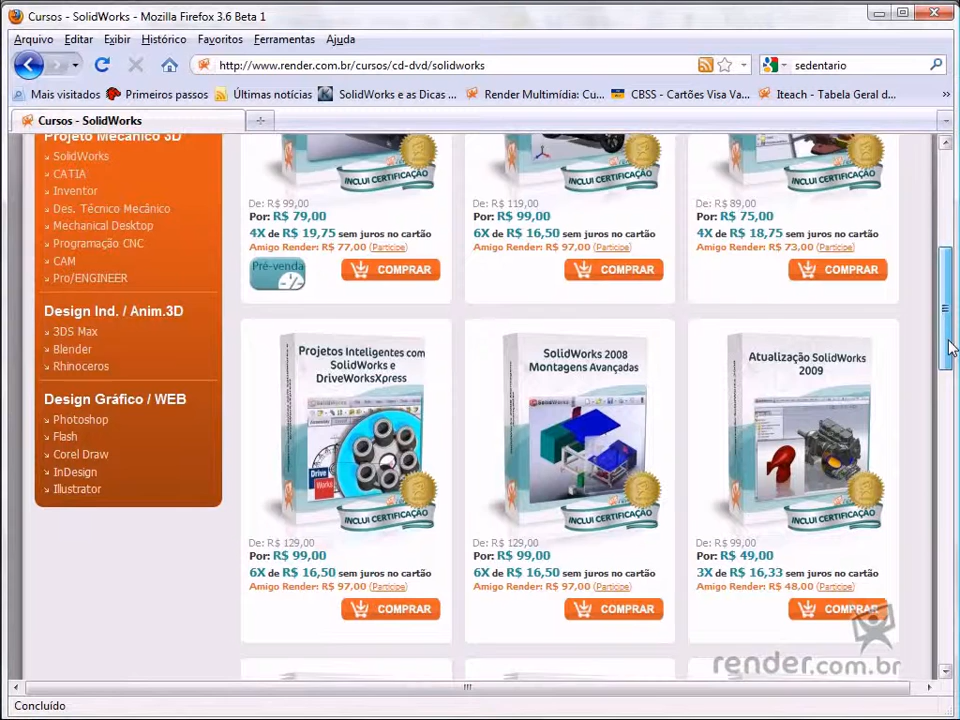 Cursos - SolidWorks - Mozilla Firefox 3.6 Beta 1
Arquivo Editar Exibir Histórico Favoritos Ferramentas Ajuda
http://www.render.com.br/cursos/cd-dvd/solidworks
sedentario
Mais visitados Primeiros passos Últimas notícias SolidWorks e as Dicas ... Render Multimídia: Cu... CBSS - Cartões Visa Va... Iteach - Tabela Geral d... »
Cursos - SolidWorks
Projeto Mecânico 3D
SolidWorks
CATIA
Inventor
Des. Técnico Mecânico
Mechanical Desktop
Programação CNC
CAM
Pro/ENGINEER
Design Ind. / Anim.3D
3DS Max
Blender
Rhinoceros
Design Gráfico / WEB
Photoshop
Flash
Corel Draw
InDesign
Illustrator
INCLUI CERTIFICAÇÃO
De: R$ 99,00
Por: R$ 79,00
4X de R$ 19,75 sem juros no cartão
Amigo Render: R$ 77,00 (Participe)
Pré-venda
COMPRAR
INCLUI CERTIFICAÇÃO
De: R$ 119,00
Por: R$ 99,00
6X de R$ 16,50 sem juros no cartão
Amigo Render: R$ 97,00 (Participe)
COMPRAR
INCLUI CERTIFICAÇÃO
De: R$ 89,00
Por: R$ 75,00
4X de R$ 18,75 sem juros no cartão
Amigo Render: R$ 73,00 (Participe)
COMPRAR
Projetos Inteligentes com
SolidWorks e
DriveWorksXpress
Drive
Works
INCLUI CERTIFICAÇÃO
De: R$ 129,00
Por: R$ 99,00
6X de R$ 16,50 sem juros no cartão
Amigo Render: R$ 97,00 (Participe)
COMPRAR
SolidWorks 2008
Montagens Avançadas
INCLUI CERTIFICAÇÃO
De: R$ 129,00
Por: R$ 99,00
6X de R$ 16,50 sem juros no cartão
Amigo Render: R$ 97,00 (Participe)
COMPRAR
Atualização SolidWorks
2009
INCLUI CERTIFICAÇÃO
De: R$ 99,00
Por: R$ 49,00
3X de R$ 16,33 sem juros no cartão
Amigo Render: R$ 48,00 (Participe)
COMPRAR
render.com.br
Concluído